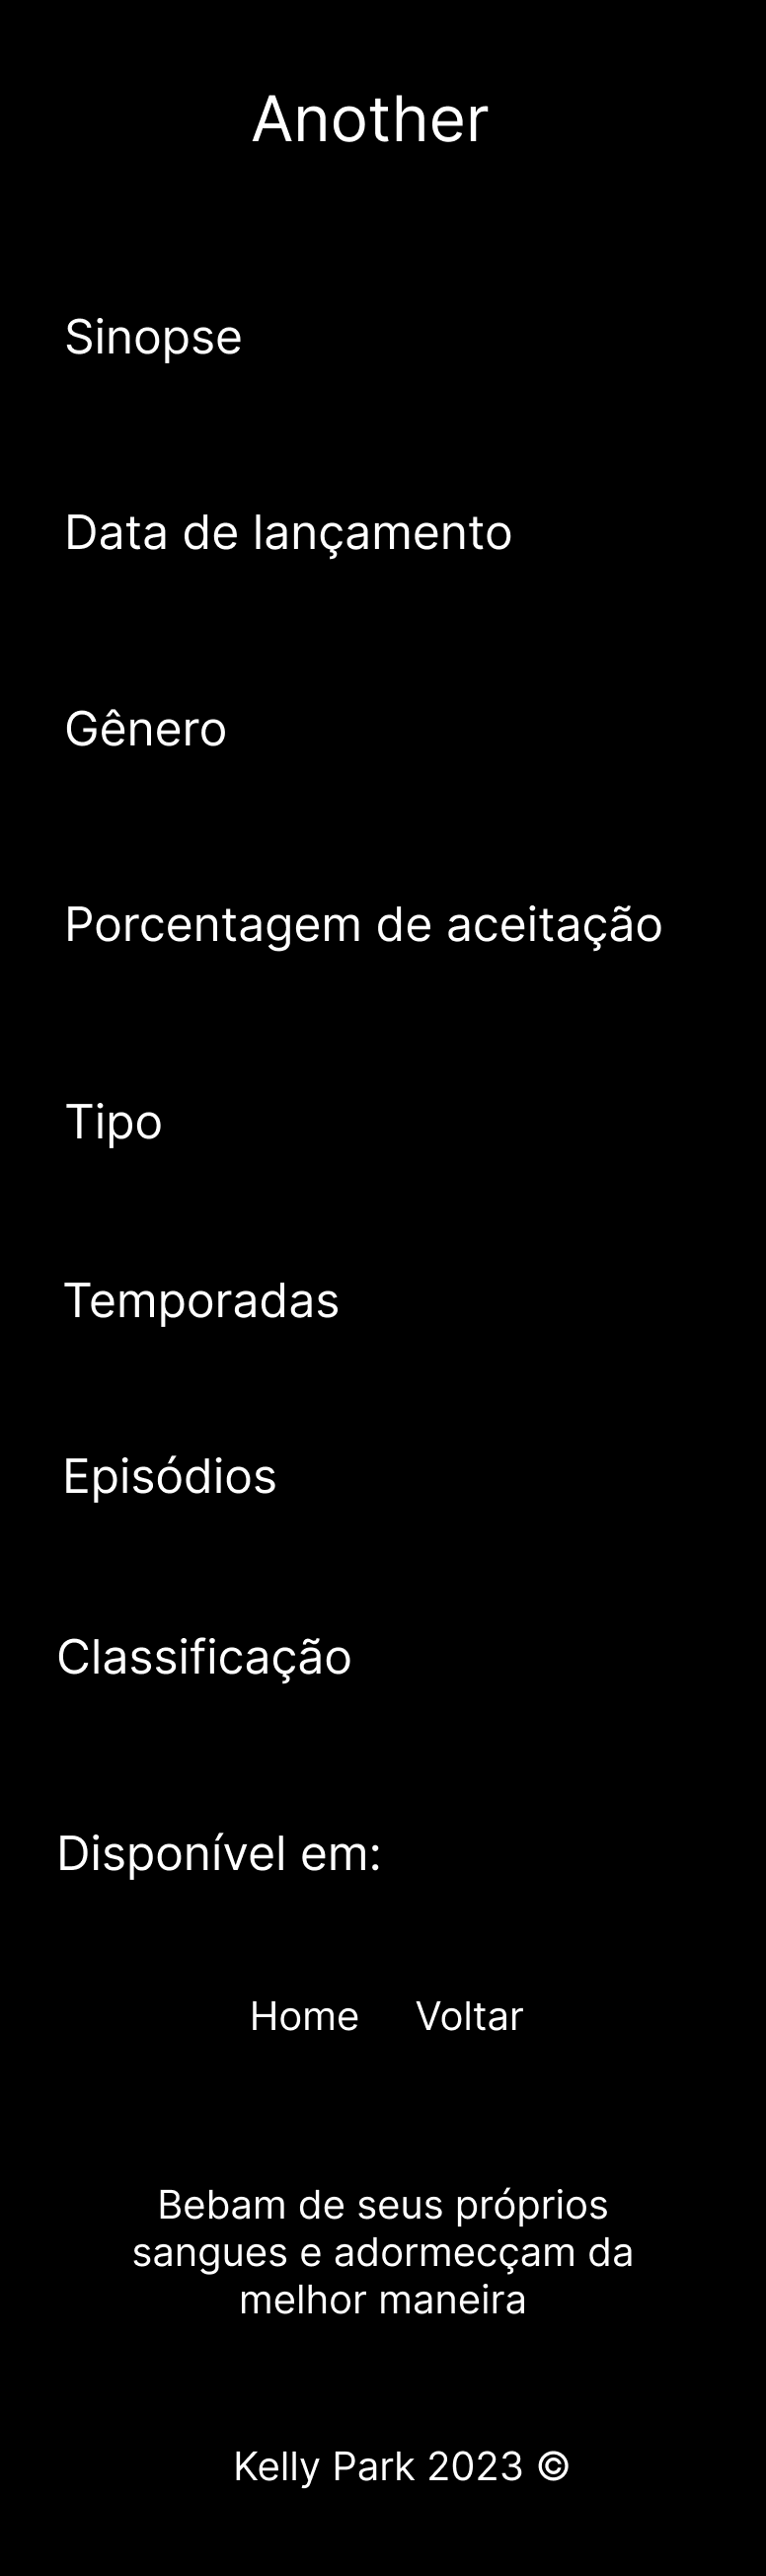 Another
Sinopse
Data de lançamento
Gênero
Porcentagem de aceitação
Tipo
Temporadas
Episódios
Classificação
Disponível em:
Home Voltar
Bebam de seus próprios
sangues e adormecçam da
melhor maneira
Kelly Park 2023 ©